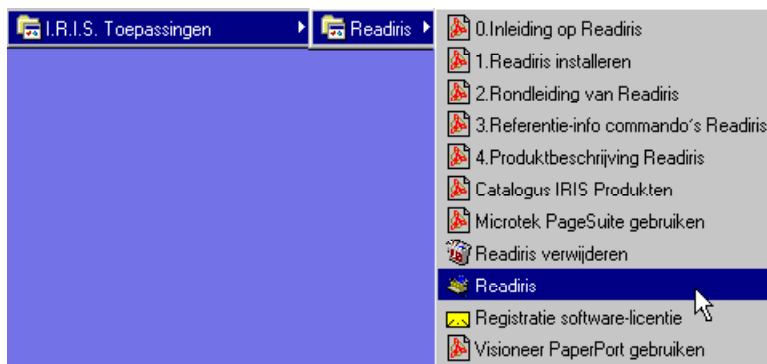 I.R.I.S. Toepassingen
Readiris
0.Inleiding op Readiris
1.Readiris installeren
2.Rondleiding van Readiris
3.Referentie-info commando's Readiris
4.Produktbeschrijving Readiris
Catalogus IRIS Produkten
Microtek PageSuite gebruiken
Readiris verwijderen
Readiris
Registratie software-licentie
Visioneer PaperPort gebruiken